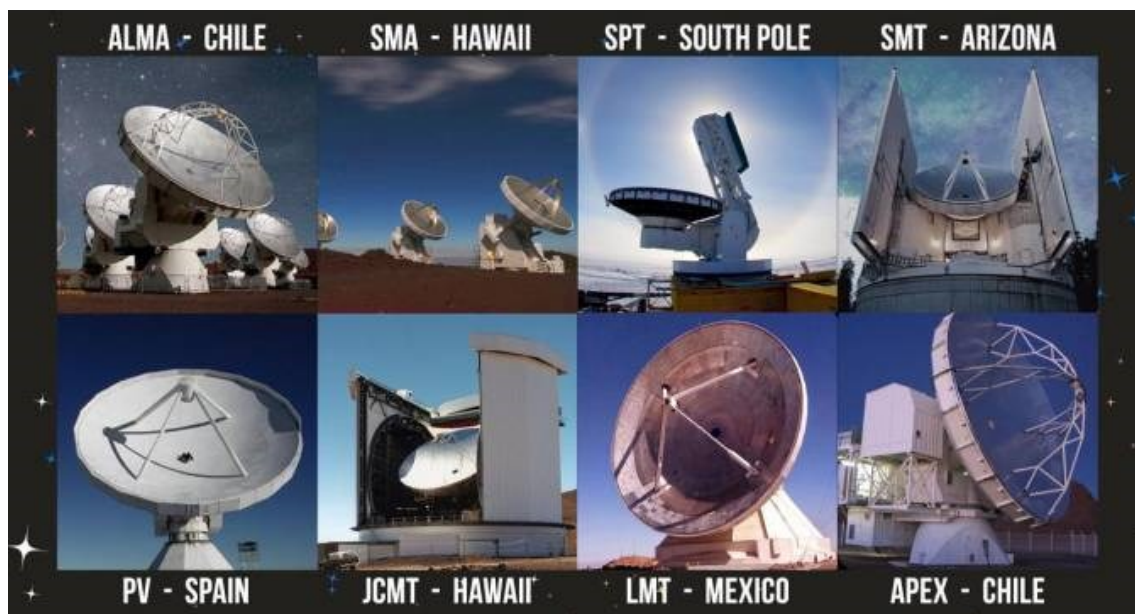 ALMA - CHILE
SMA - HAWAII
SPT - SOUTH POLE
SMT - ARIZONA
PV - SPAIN
JCMT - HAWAII
LMT - MEXICO
APEX - CHILE